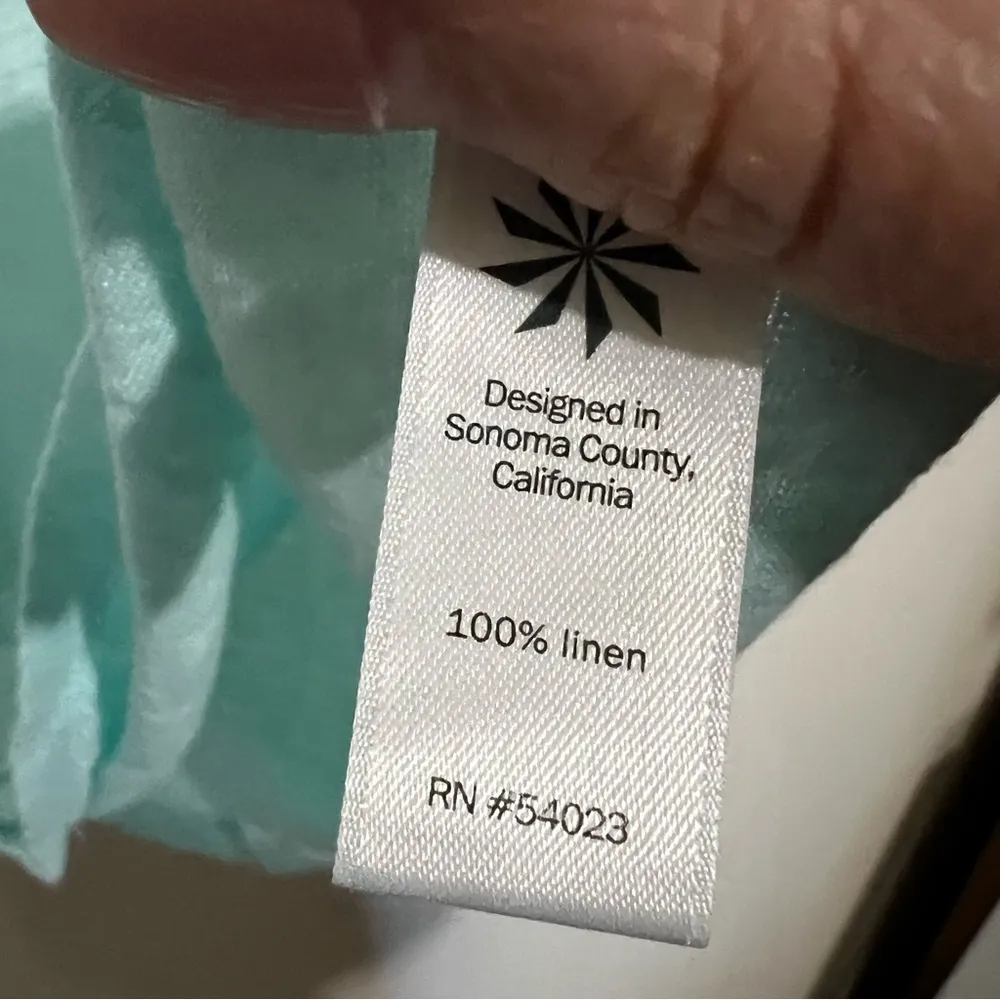 Designed in
Sonoma County,
California
100% linen
RN #54023